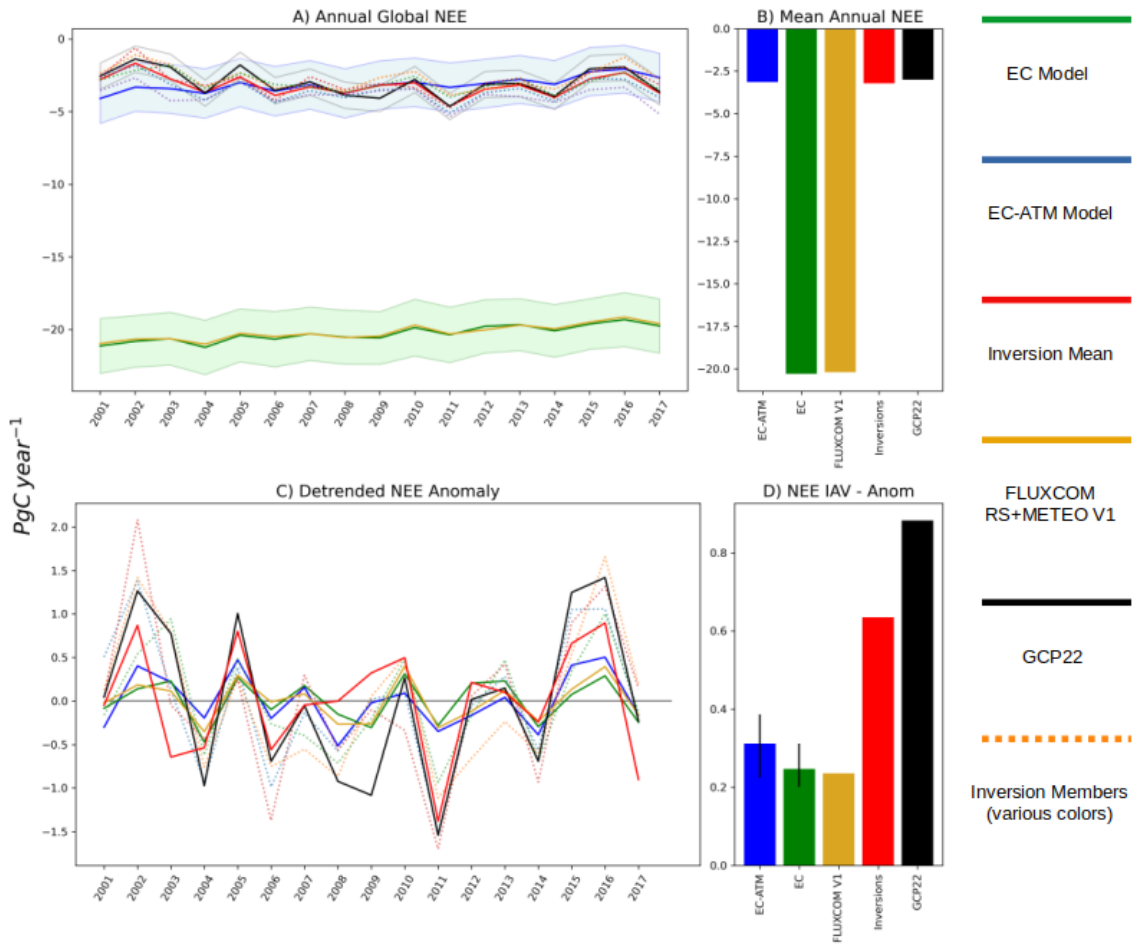 A) Annual Global NEE
0
−5
−10
−15
−20
2001
2002
2003
2004
2005
2006
2007
2008
2009
2010
2011
2012
2013
2014
2015
2016
2017
B) Mean Annual NEE
0.0
−2.5
−5.0
−7.5
−10.0
−12.5
−15.0
−17.5
−20.0
EC-ATM
EC
FLUXCOM V1
Inversions
GCP22
PgC year⁻¹
C) Detrended NEE Anomaly
2.0
1.5
1.0
0.5
0.0
−0.5
−1.0
−1.5
2001
2002
2003
2004
2005
2006
2007
2008
2009
2010
2011
2012
2013
2014
2015
2016
2017
D) NEE IAV - Anom
0.8
0.6
0.4
0.2
0.0
EC-ATM
EC
FLUXCOM V1
Inversions
GCP22
EC Model
EC-ATM Model
Inversion Mean
FLUXCOM
RS+METEO V1
GCP22
Inversion Members
(various colors)